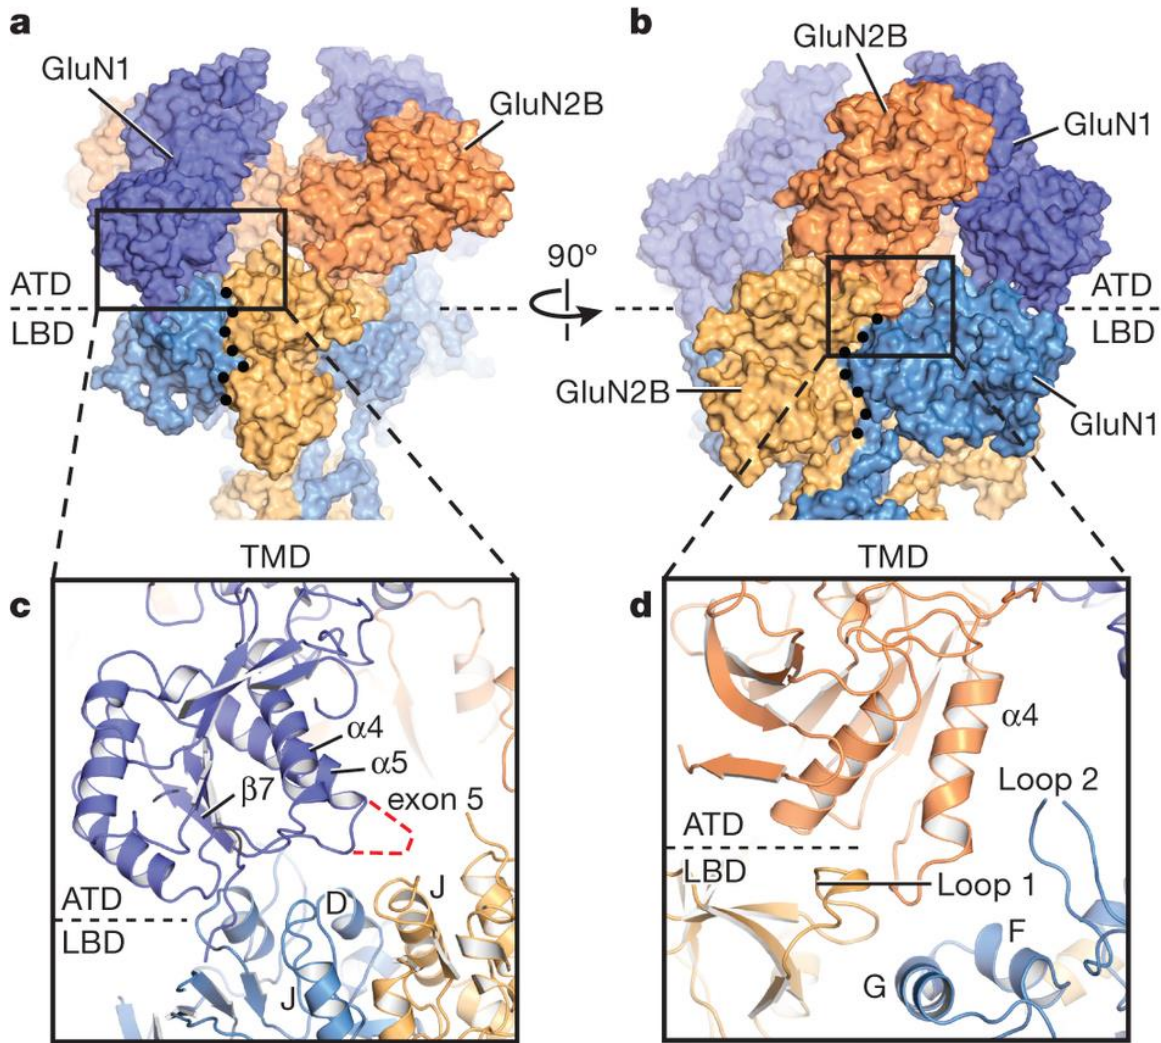 a
b
GluN1
GluN2B
GluN2B
GluN1
ATD
LBD
90º
ATD
LBD
GluN2B
GluN1
TMD
TMD
c
d
α4
α5
β7
exon 5
ATD
LBD
D
J
J
α4
Loop 2
ATD
LBD
Loop 1
F
G